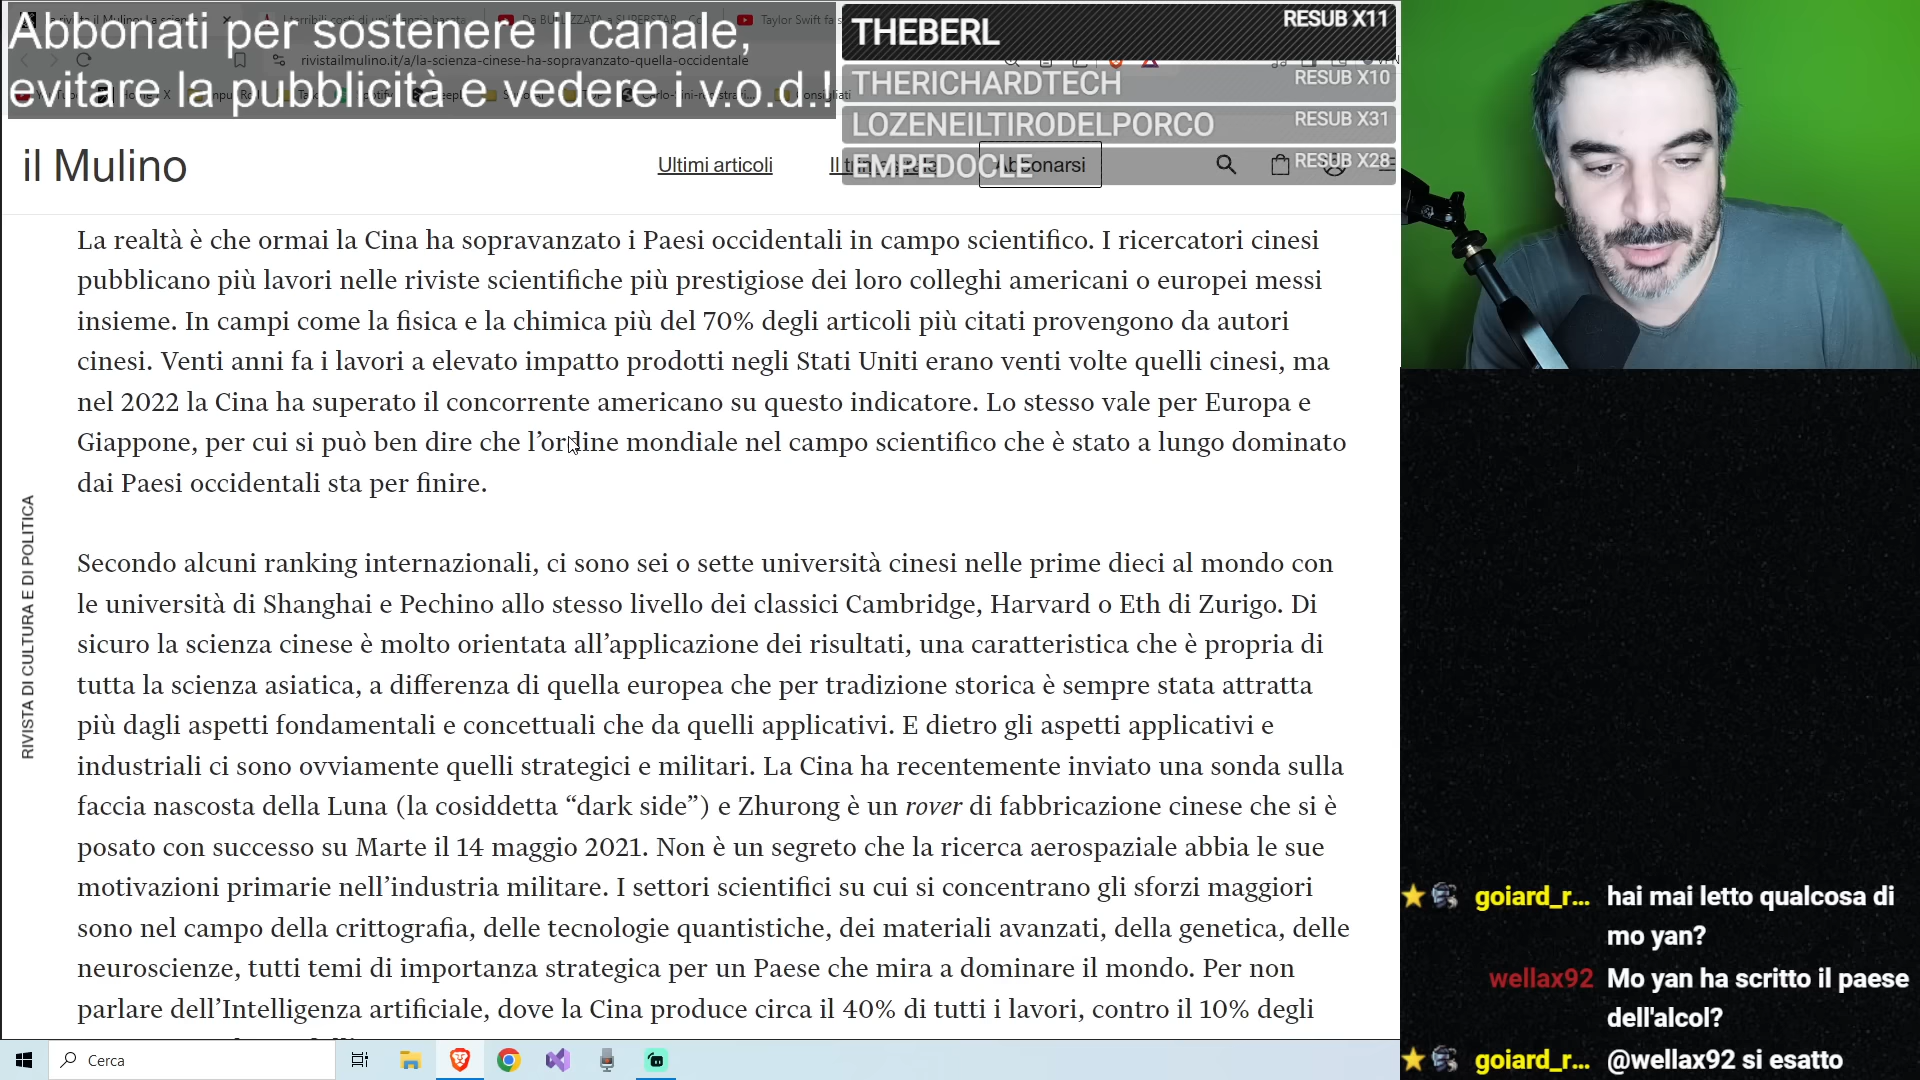 Abbonati per sostenere il canale,
evitare la pubblicità e vedere i v.o.d.!
THEBERL RESUB X11
THERICHARDTECH RESUB X10
LOZENEILTIRODELPORCO RESUB X31
EMPEDOCLE RESUB X28
rivistailmulino.it/a/la-scienza-cinese-ha-sopravanzato-quella-occidentale
il Mulino
Ultimi articoli
Abbonarsi
La realtà è che ormai la Cina ha sopravanzato i Paesi occidentali in campo scientifico. I ricercatori cinesi
pubblicano più lavori nelle riviste scientifiche più prestigiose dei loro colleghi americani o europei messi
insieme. In campi come la fisica e la chimica più del 70% degli articoli più citati provengono da autori
cinesi. Venti anni fa i lavori a elevato impatto prodotti negli Stati Uniti erano venti volte quelli cinesi, ma
nel 2022 la Cina ha superato il concorrente americano su questo indicatore. Lo stesso vale per Europa e
Giappone, per cui si può ben dire che l’ordine mondiale nel campo scientifico che è stato a lungo dominato
dai Paesi occidentali sta per finire.
Secondo alcuni ranking internazionali, ci sono sei o sette università cinesi nelle prime dieci al mondo con
le università di Shanghai e Pechino allo stesso livello dei classici Cambridge, Harvard o Eth di Zurigo. Di
sicuro la scienza cinese è molto orientata all’applicazione dei risultati, una caratteristica che è propria di
tutta la scienza asiatica, a differenza di quella europea che per tradizione storica è sempre stata attratta
più dagli aspetti fondamentali e concettuali che da quelli applicativi. E dietro gli aspetti applicativi e
industriali ci sono ovviamente quelli strategici e militari. La Cina ha recentemente inviato una sonda sulla
faccia nascosta della Luna (la cosiddetta “dark side”) e Zhurong è un rover di fabbricazione cinese che si è
posato con successo su Marte il 14 maggio 2021. Non è un segreto che la ricerca aerospaziale abbia le sue
motivazioni primarie nell’industria militare. I settori scientifici su cui si concentrano gli sforzi maggiori
sono nel campo della crittografia, delle tecnologie quantistiche, dei materiali avanzati, della genetica, delle
neuroscienze, tutti temi di importanza strategica per un Paese che mira a dominare il mondo. Per non
parlare dell’Intelligenza artificiale, dove la Cina produce circa il 40% di tutti i lavori, contro il 10% degli
RIVISTA DI CULTURA E DI POLITICA
goiard_r... hai mai letto qualcosa di
mo yan?
wellax92 Mo yan ha scritto il paese
dell'alcol?
goiard_r... @wellax92 si esatto
Cerca